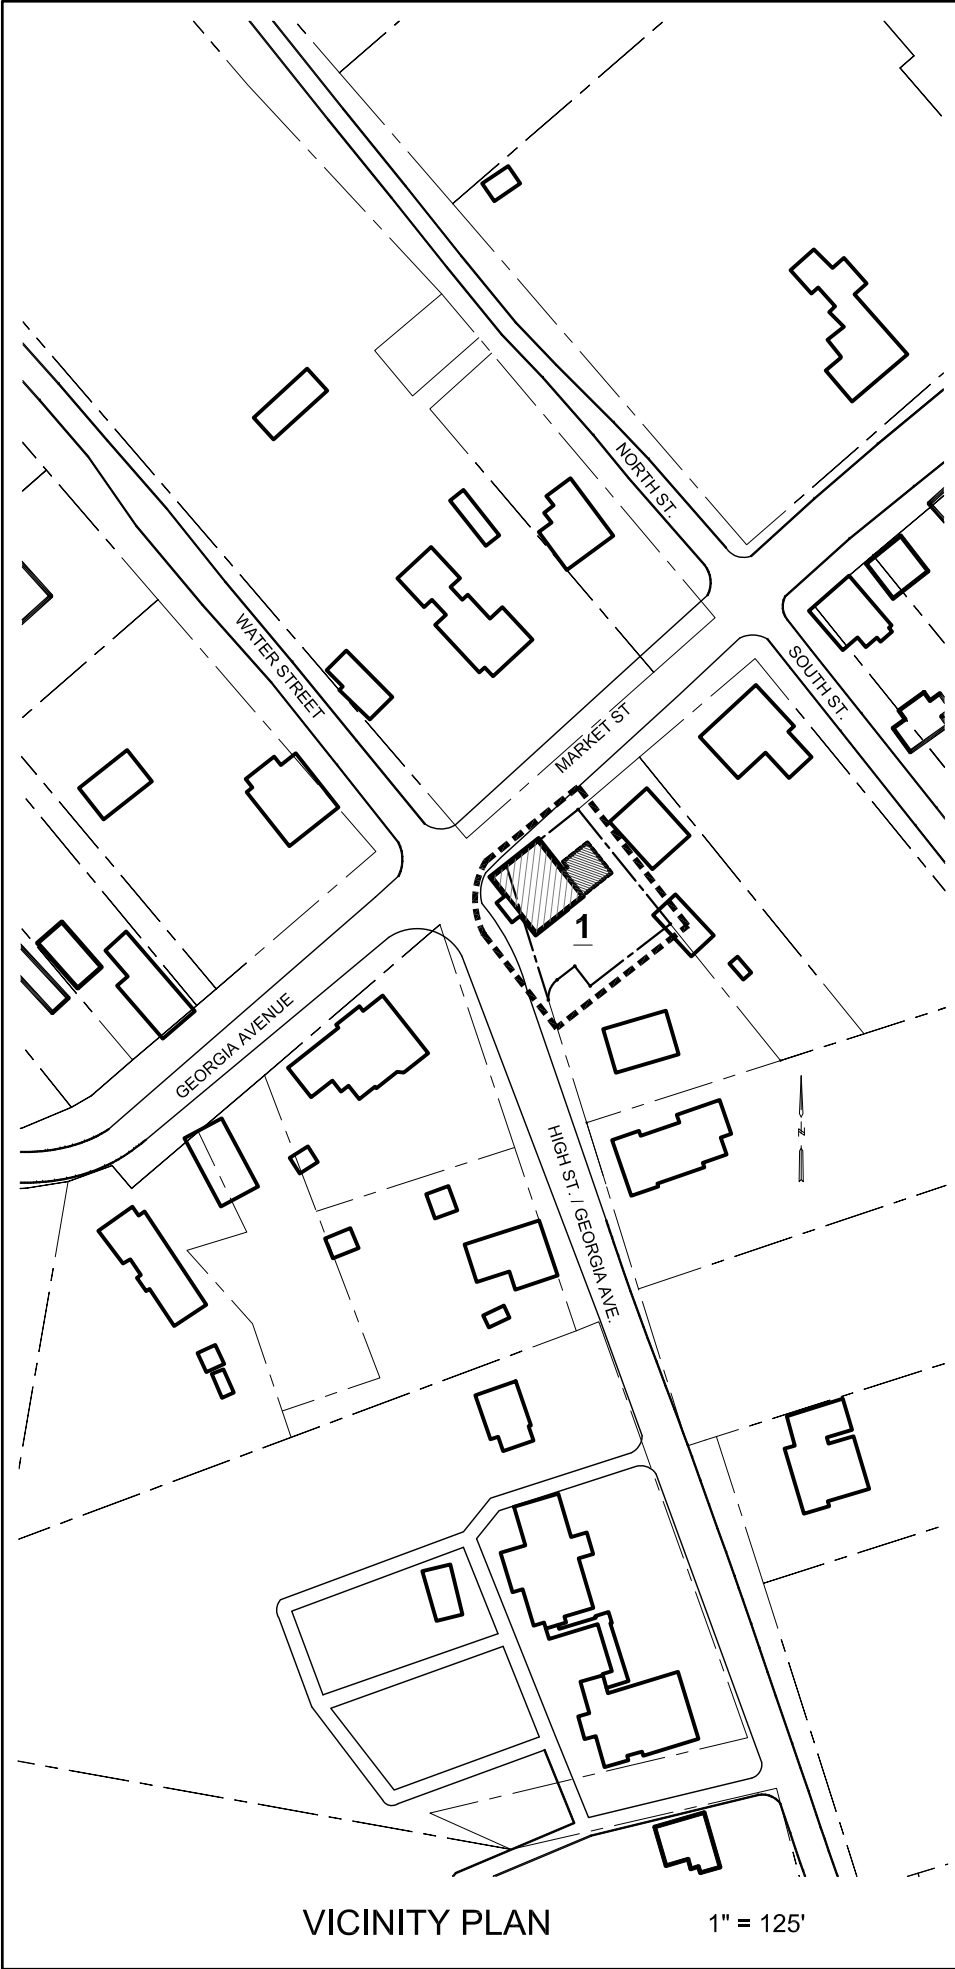 NORTH ST.
WATER STREET
SOUTH ST.
MARKET ST
1
GEORGIA AVENUE
N
HIGH ST. / GEORGIA AVE.
VICINITY PLAN
1" = 125'